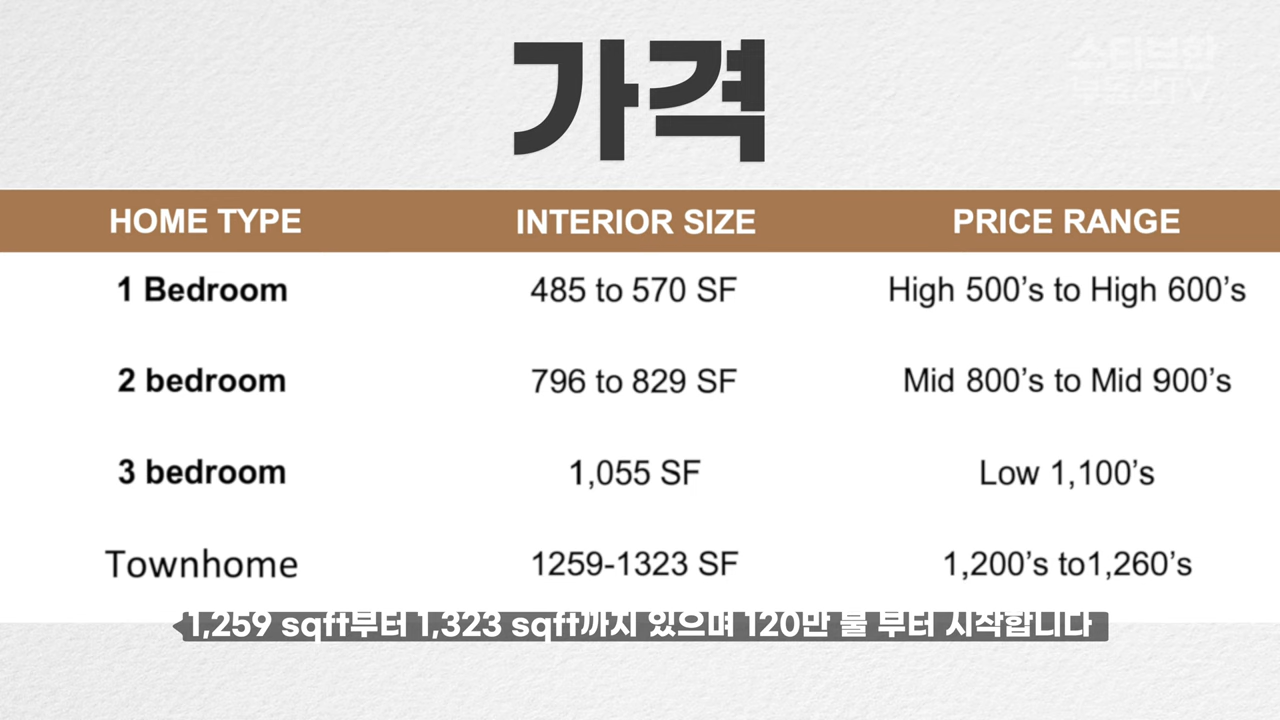 가격
HOME TYPE INTERIOR SIZE PRICE RANGE
1 Bedroom 485 to 570 SF High 500’s to High 600’s
2 bedroom 796 to 829 SF Mid 800’s to Mid 900’s
3 bedroom 1,055 SF Low 1,100’s
Townhome 1259-1323 SF 1,200’s to1,260’s
1,259 sqft부터 1,323 sqft까지 있으며 120만 불 부터 시작합니다